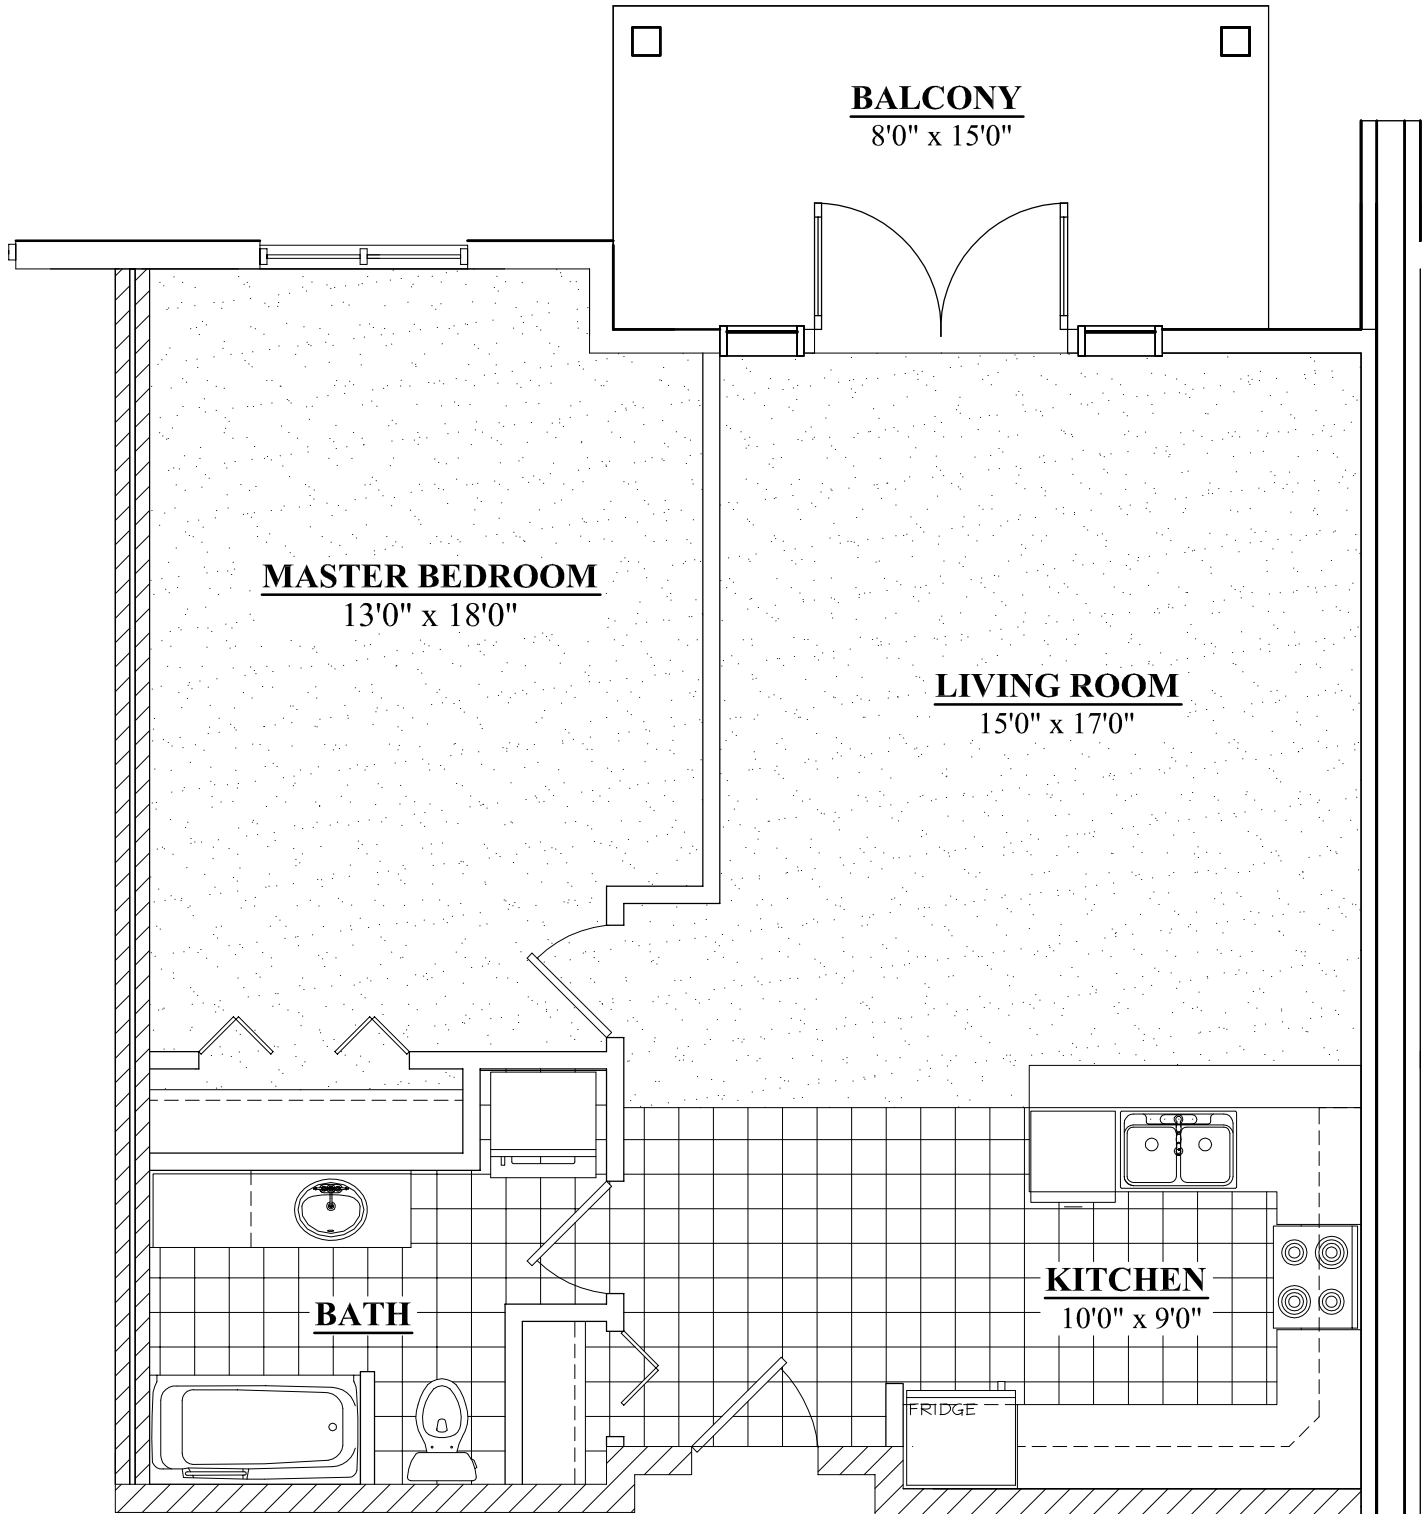 BALCONY
8'0" x 15'0"
MASTER BEDROOM
13'0" x 18'0"
LIVING ROOM
15'0" x 17'0"
KITCHEN
10'0" x 9'0"
BATH
FRIDGE